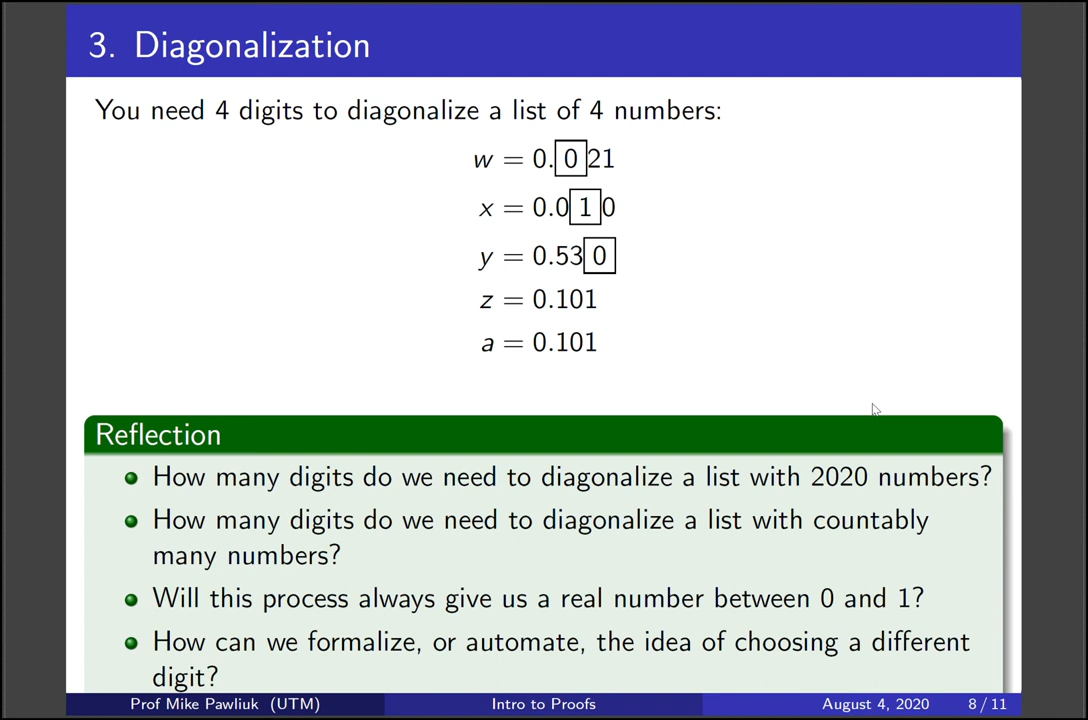 3. Diagonalization
You need 4 digits to diagonalize a list of 4 numbers:
w = 0.021
x = 0.010
y = 0.530
z = 0.101
a = 0.101
Reflection
How many digits do we need to diagonalize a list with 2020 numbers?
How many digits do we need to diagonalize a list with countably
many numbers?
Will this process always give us a real number between 0 and 1?
How can we formalize, or automate, the idea of choosing a different
digit?
Prof Mike Pawliuk (UTM) Intro to Proofs August 4, 2020 8 / 11